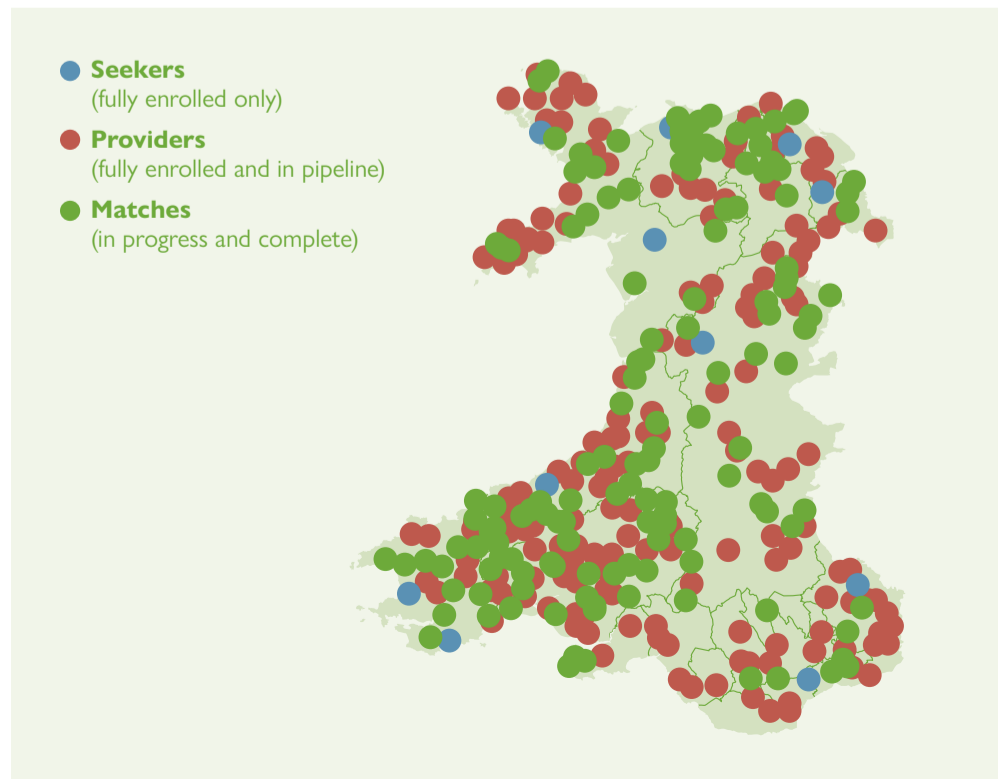 Seekers
(fully enrolled only)
Providers
(fully enrolled and in pipeline)
Matches
(in progress and complete)